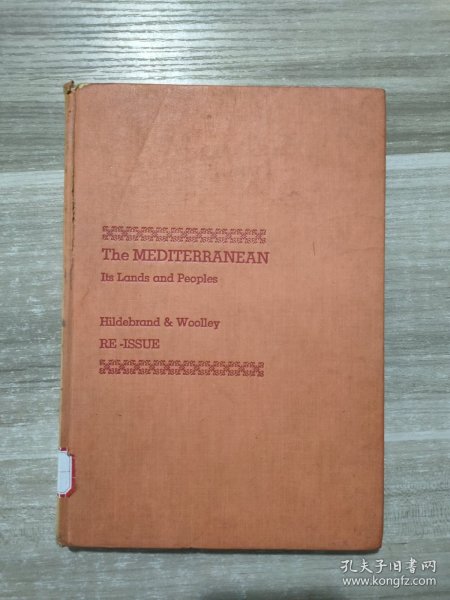 The MEDITERRANEAN
Its Lands and Peoples
Hildebrand & Woolley
RE-ISSUE
孔夫子旧书网
www.kongfz.com